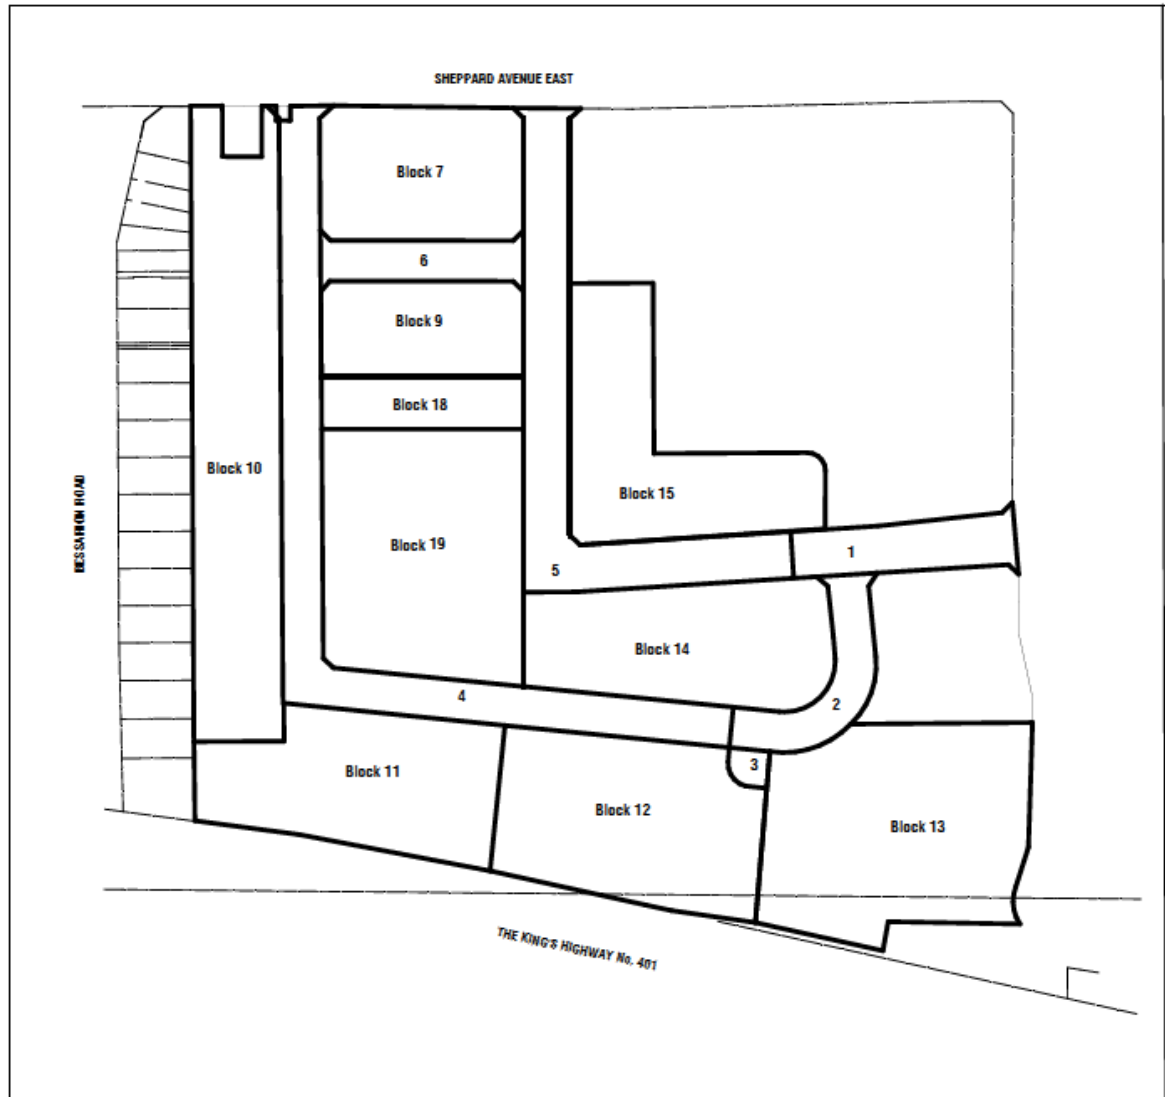 SHEPPARD AVENUE EAST
Block 7
6
Block 9
Block 18
Block 10
BESSARION ROAD
Block 15
Block 19
1
5
Block 14
4
2
3
Block 11
Block 12
Block 13
THE KING'S HIGHWAY No. 401